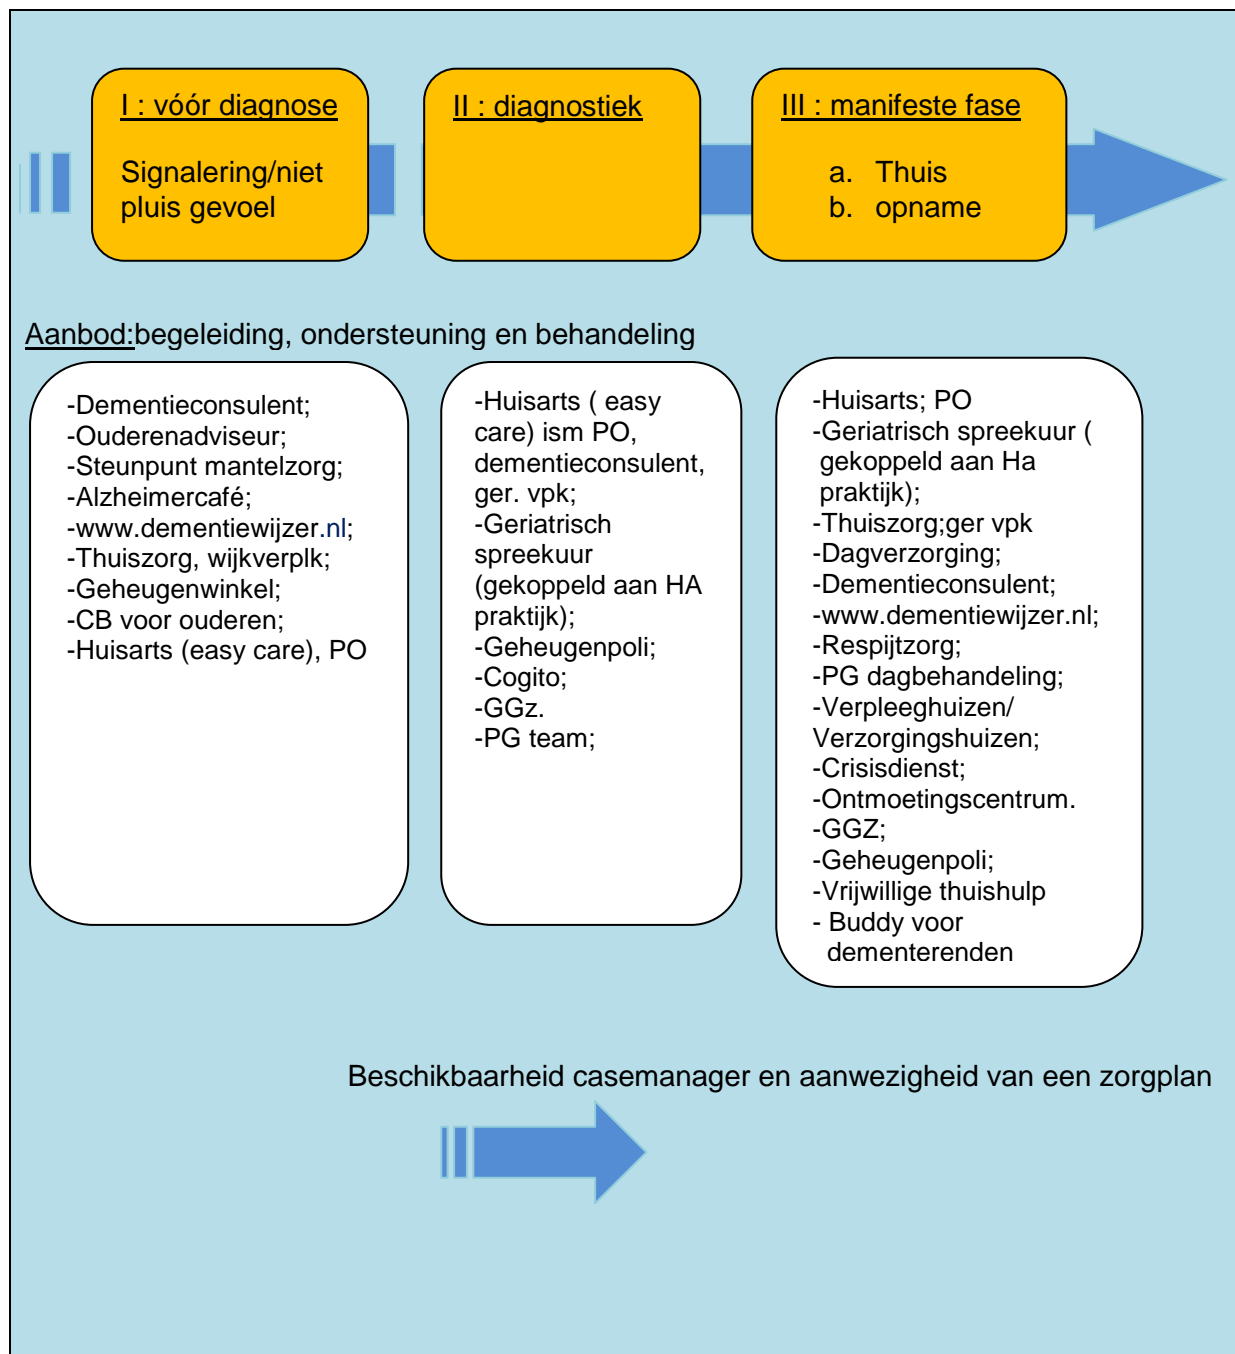 I : vóór diagnose
Signalering/niet
pluis gevoel
II : diagnostiek
III : manifeste fase
a. Thuis
b. opname
Aanbod:begeleiding, ondersteuning en behandeling
-Dementieconsulent;
-Ouderenadviseur;
-Steunpunt mantelzorg;
-Alzheimercafé;
-www.dementiewijzer.nl;
-Thuiszorg, wijkverplk;
-Geheugenwinkel;
-CB voor ouderen;
-Huisarts (easy care), PO
-Huisarts ( easy
care) ism PO,
dementieconsulent,
ger. vpk;
-Geriatrisch
spreekuur
(gekoppeld aan HA
praktijk);
-Geheugenpoli;
-Cogito;
-GGz.
-PG team;
-Huisarts; PO
-Geriatrisch spreekuur (
gekoppeld aan Ha
praktijk);
-Thuiszorg;ger vpk
-Dagverzorging;
-Dementieconsulent;
-www.dementiewijzer.nl;
-Respijtzorg;
-PG dagbehandeling;
-Verpleeghuizen/
Verzorgingshuizen;
-Crisisdienst;
-Ontmoetingscentrum.
-GGZ;
-Geheugenpoli;
-Vrijwillige thuishulp
- Buddy voor
dementerenden
Beschikbaarheid casemanager en aanwezigheid van een zorgplan